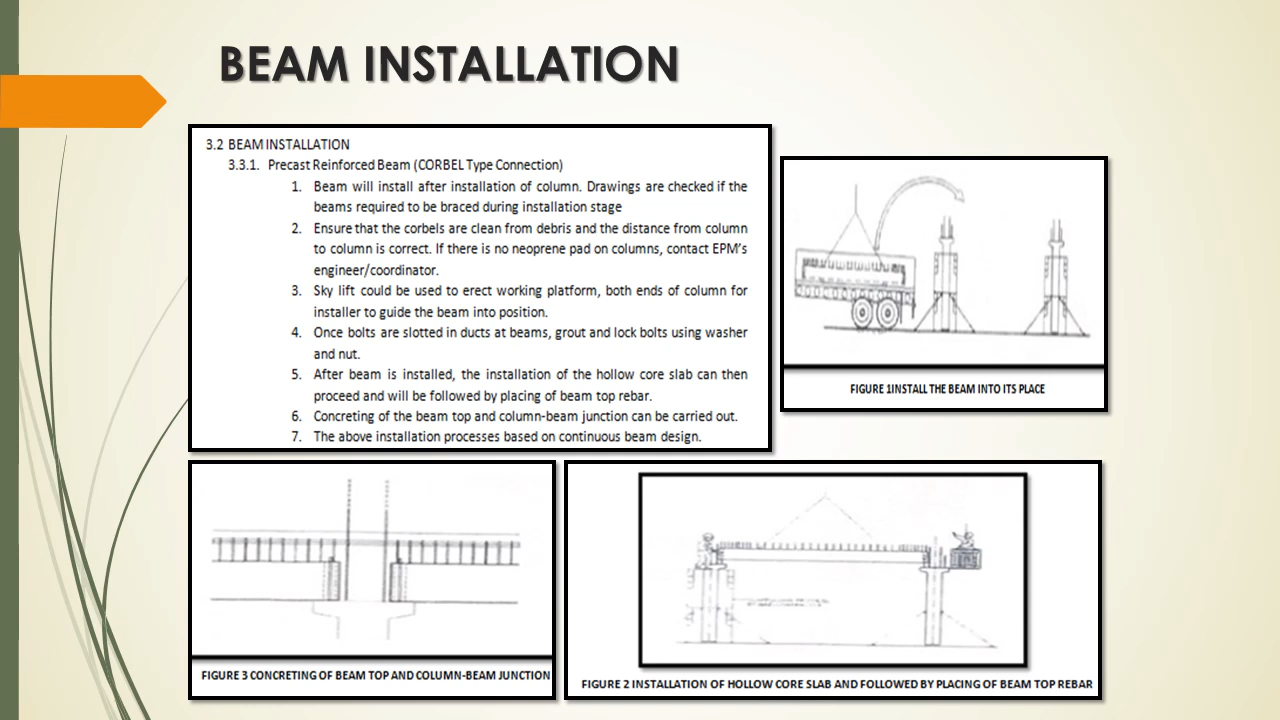 BEAM INSTALLATION
3.2 BEAM INSTALLATION
3.3.1. Precast Reinforced Beam (CORBEL Type Connection)
1. Beam will install after installation of column. Drawings are checked if the
beams required to be braced during installation stage
2. Ensure that the corbels are clean from debris and the distance from column
to column is correct. If there is no neoprene pad on columns, contact EPM's
engineer/coordinator.
3. Sky lift could be used to erect working platform, both ends of column for
installer to guide the beam into position.
4. Once bolts are slotted in ducts at beams, grout and lock bolts using washer
and nut.
5. After beam is installed, the installation of the hollow core slab can then
proceed and will be followed by placing of beam top rebar.
6. Concreting of the beam top and column-beam junction can be carried out.
7. The above installation processes based on continuous beam design.
FIGURE 1INSTALL THE BEAM INTO ITS PLACE
FIGURE 3 CONCRETING OF BEAM TOP AND COLUMN-BEAM JUNCTION
FIGURE 2 INSTALLATION OF HOLLOW CORE SLAB AND FOLLOWED BY PLACING OF BEAM TOP REBAR